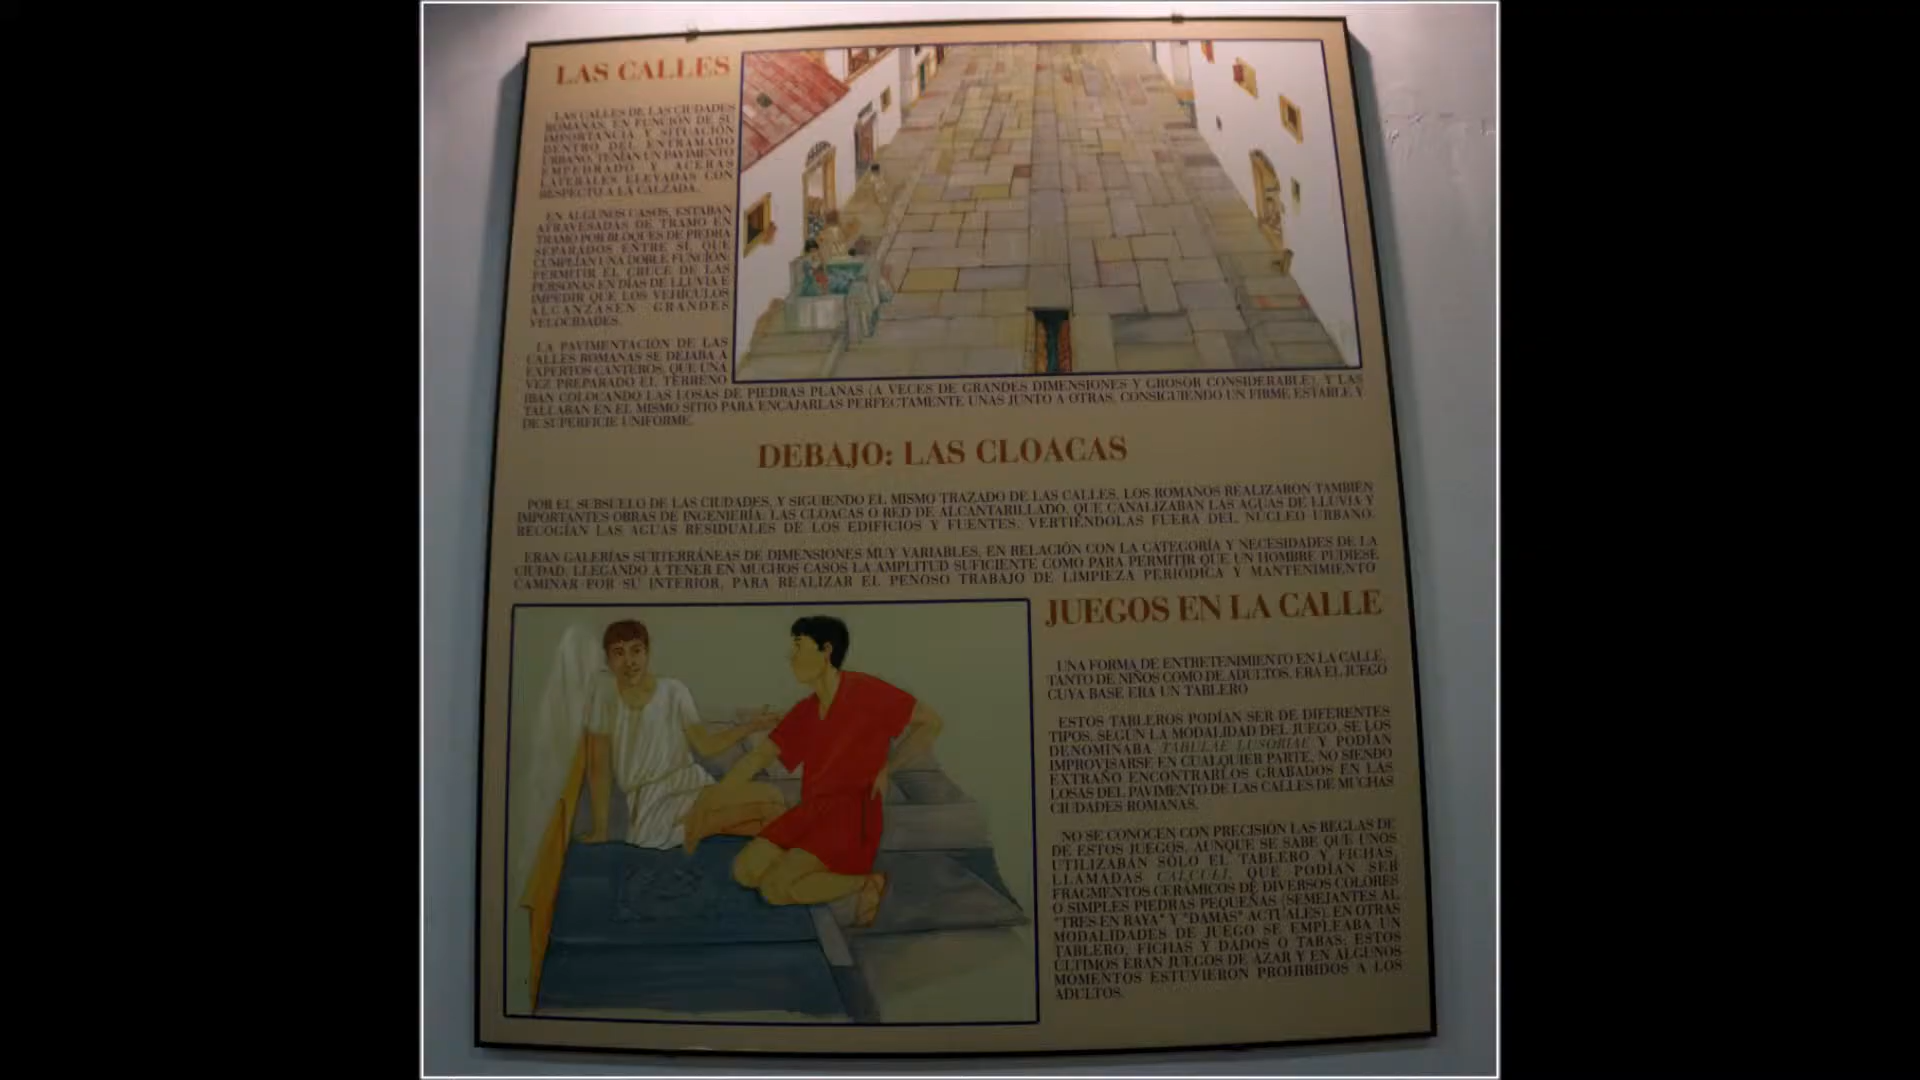 LAS CALLES
LAS CALLES DE LAS CIUDADES
ROMANAS, EN FUNCIÓN DE SU
IMPORTANCIA Y SITUACIÓN
DENTRO DEL ENTRAMADO
URBANO, TENÍAN UN PAVIMENTO
EMPEDRADO Y ACERAS
LATERALES ELEVADAS CON
RESPECTO A LA CALZADA.
EN ALGUNOS CASOS, ESTABAN
ATRAVESADAS DE TRAMO EN
TRAMO POR BLOQUES DE PIEDRA
SEPARADOS ENTRE SÍ, QUE
CUMPLÍAN UNA DOBLE FUNCIÓN:
PERMITIR EL CRUCE DE LAS
PERSONAS EN DÍAS DE LLUVIA E
IMPEDIR QUE LOS VEHÍCULOS
ALCANZASEN GRANDES
VELOCIDADES.
LA PAVIMENTACIÓN DE LAS
CALLES ROMANAS SE DEJABA A
EXPERTOS CANTEROS, QUE UNA
VEZ PREPARADO EL TERRENO
IBAN COLOCANDO LAS LOSAS DE PIEDRAS PLANAS (A VECES DE GRANDES DIMENSIONES Y GROSOR CONSIDERABLE), Y LAS
TALLABAN EN EL MISMO SITIO PARA ENCAJARLAS PERFECTAMENTE UNAS JUNTO A OTRAS, CONSIGUIENDO UN FIRME ESTABLE Y
DE SUPERFICIE UNIFORME.
DEBAJO: LAS CLOACAS
POR EL SUBSUELO DE LAS CIUDADES, Y SIGUIENDO EL MISMO TRAZADO DE LAS CALLES, LOS ROMANOS REALIZARON TAMBIÉN
IMPORTANTES OBRAS DE INGENIERÍA: LAS CLOACAS O RED DE ALCANTARILLADO, QUE CANALIZABAN LAS AGUAS DE LLUVIA Y
RECOGÍAN LAS AGUAS RESIDUALES DE LOS EDIFICIOS Y FUENTES, VERTIÉNDOLAS FUERA DEL NÚCLEO URBANO.
ERAN GALERÍAS SUBTERRÁNEAS DE DIMENSIONES MUY VARIABLES, EN RELACIÓN CON LA CATEGORÍA Y NECESIDADES DE LA
CIUDAD, LLEGANDO A TENER EN MUCHOS CASOS LA AMPLITUD SUFICIENTE COMO PARA PERMITIR QUE UN HOMBRE PUDIESE
CAMINAR POR SU INTERIOR, PARA REALIZAR EL PENOSO TRABAJO DE LIMPIEZA PERIÓDICA Y MANTENIMIENTO
JUEGOS EN LA CALLE
UNA FORMA DE ENTRETENIMIENTO EN LA CALLE,
TANTO DE NIÑOS COMO DE ADULTOS, ERA EL JUEGO
CUYA BASE ERA UN TABLERO
ESTOS TABLEROS PODÍAN SER DE DIFERENTES
TIPOS, SEGÚN LA MODALIDAD DEL JUEGO, SE LOS
DENOMINABA TABULAE LUSORIAE Y PODÍAN
IMPROVISARSE EN CUALQUIER PARTE, NO SIENDO
EXTRAÑO ENCONTRARLOS GRABADOS EN LAS
LOSAS DEL PAVIMENTO DE LAS CALLES DE MUCHAS
CIUDADES ROMANAS.
NO SE CONOCEN CON PRECISIÓN LAS REGLAS DE
DE ESTOS JUEGOS, AUNQUE SE SABE QUE UNOS
UTILIZABAN SÓLO EL TABLERO Y FICHAS,
LLAMADAS CALCULI, QUE PODÍAN SER
FRAGMENTOS CERÁMICOS DE DIVERSOS COLORES
O SIMPLES PIEDRAS PEQUEÑAS (SEMEJANTES AL
"TRES EN RAYA" Y "DAMAS" ACTUALES). EN OTRAS
MODALIDADES DE JUEGO SE EMPLEABA UN
TABLERO, FICHAS Y DADOS O TABAS; ESTOS
ÚLTIMOS ERAN JUEGOS DE AZAR Y EN ALGUNOS
MOMENTOS ESTUVIERON PROHIBIDOS A LOS
ADULTOS.